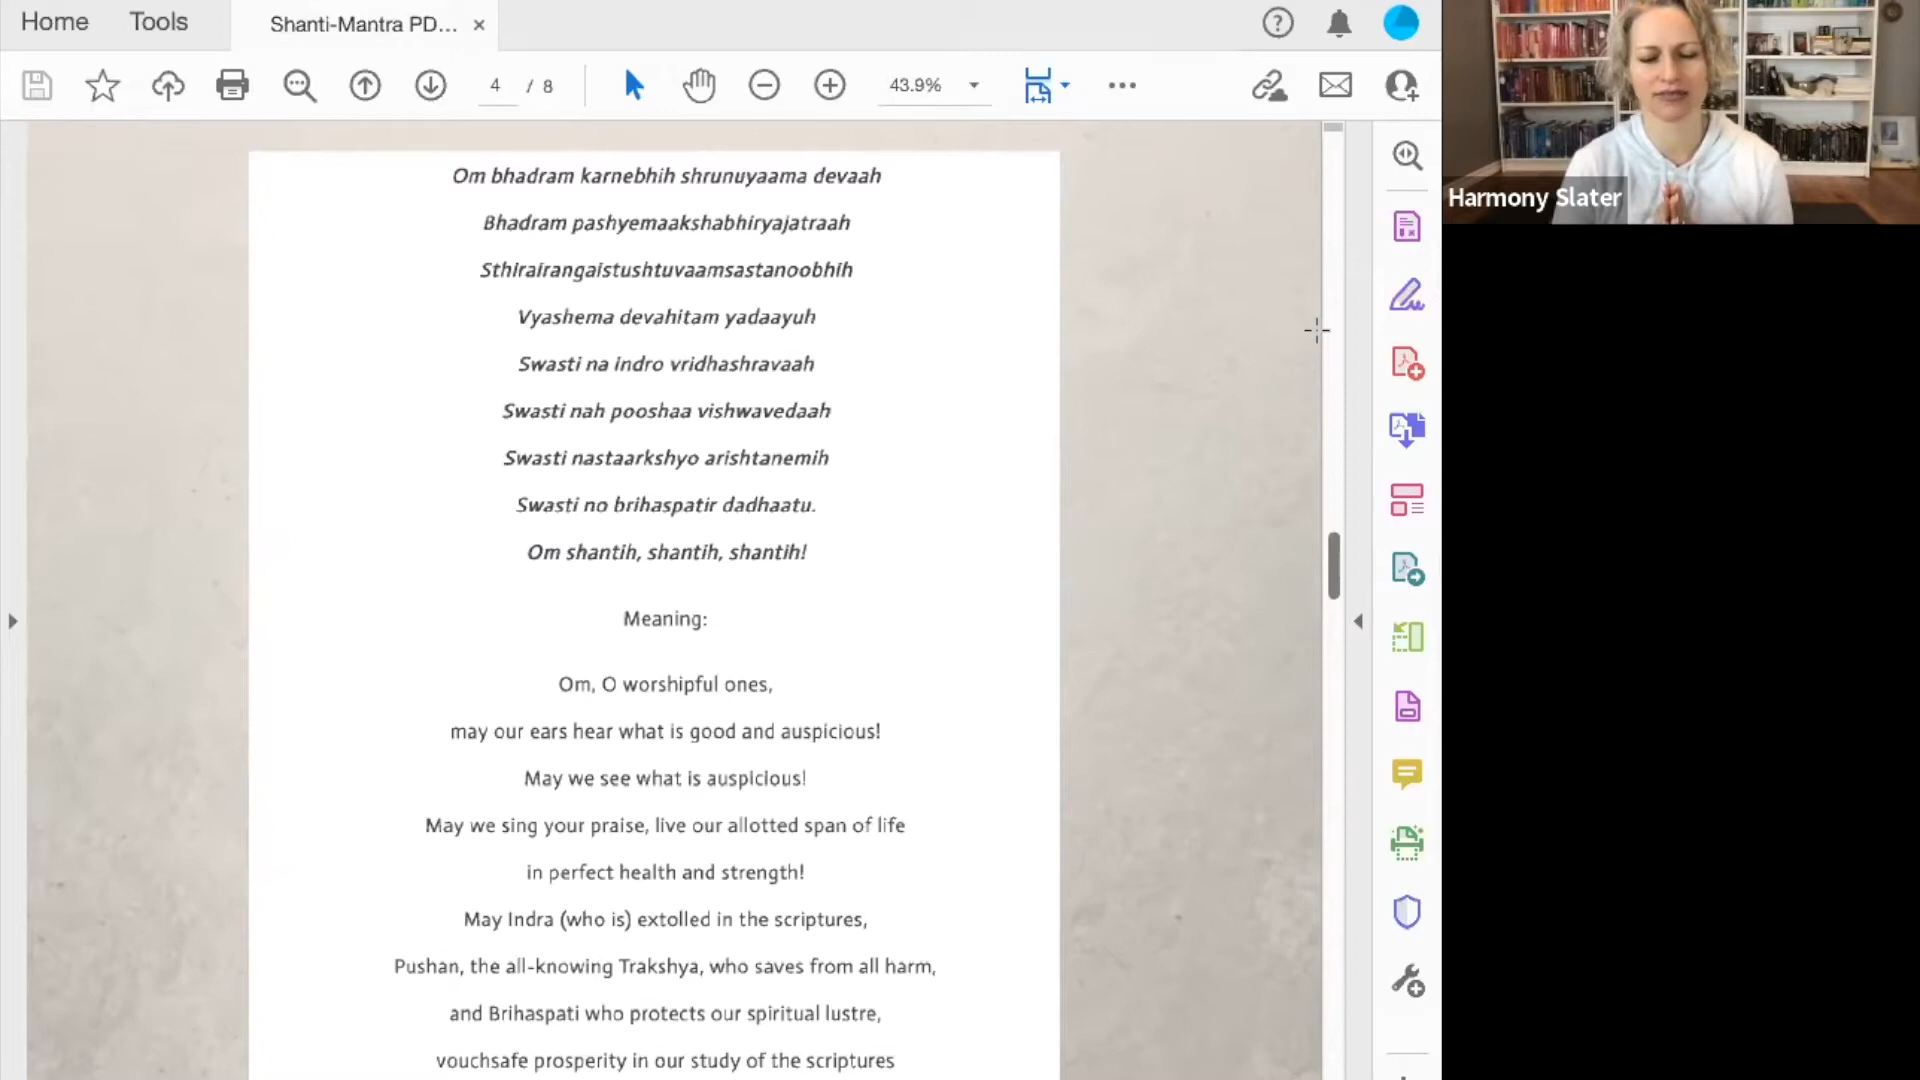 Home Tools Shanti-Mantra PD... ×
4 / 8 43.9%
Harmony Slater
Om bhadram karnebhih shrunuyaama devaah
Bhadram pashyemaakshabhiryajatraah
Sthirairangaistushtuvaamsastanoobhih
Vyashema devahitam yadaayuh
Swasti na indro vridhashravaah
Swasti nah pooshaa vishwavedaah
Swasti nastaarkshyo arishtanemih
Swasti no brihaspatir dadhaatu.
Om shantih, shantih, shantih!
Meaning:
Om, O worshipful ones,
may our ears hear what is good and auspicious!
May we see what is auspicious!
May we sing your praise, live our allotted span of life
in perfect health and strength!
May Indra (who is) extolled in the scriptures,
Pushan, the all-knowing Trakshya, who saves from all harm,
and Brihaspati who protects our spiritual lustre,
vouchsafe prosperity in our study of the scriptures